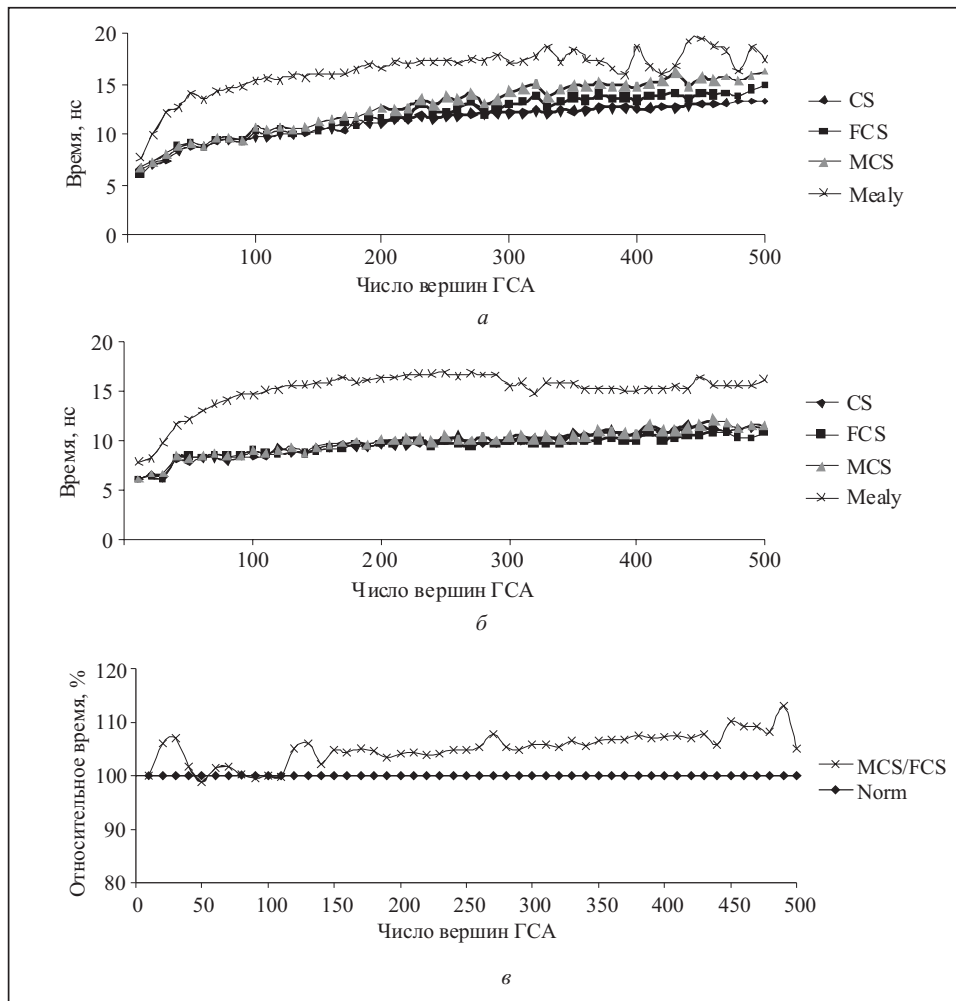 20
15
10
5
0
Время, нс
100
200
300
400
500
Число вершин ГСА
CS
FCS
MCS
Mealy
а
20
15
10
5
0
Время, нс
100
200
300
400
500
Число вершин ГСА
CS
FCS
MCS
Mealy
б
120
110
100
90
80
Относительное время, %
0
50
100
150
200
250
300
350
400
450
500
Число вершин ГСА
MCS/FCS
Norm
в